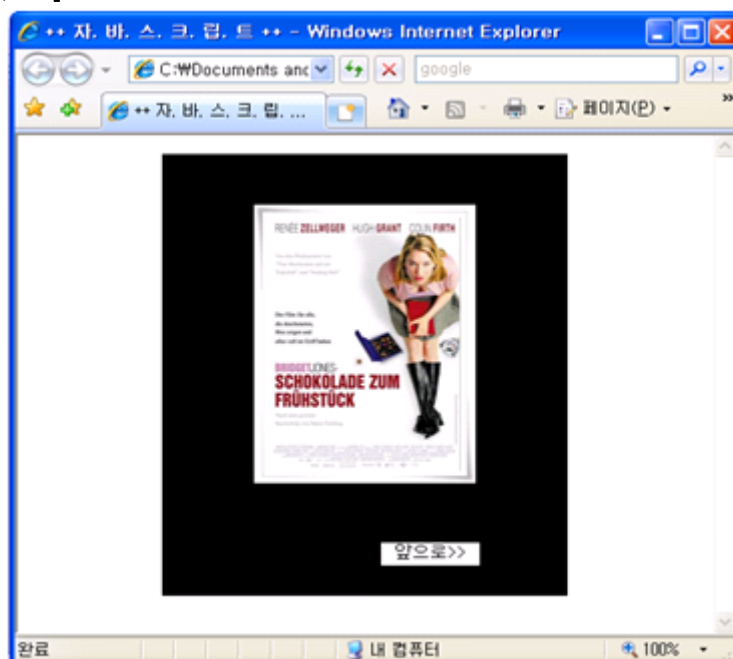 ++ 자. 바. 스. 크. 립. 트 ++ - Windows Internet Explorer
C:₩Documents anc
google
++ 자. 바. 스. 크. 립. ...
페이지(P)
RENÉE ZELLWEGER HUGH GRANT COLIN FIRTH
BRIDGET JONES-
SCHOKOLADE ZUM
FRÜHSTÜCK
앞으로>>
완료
내 컴퓨터
100%